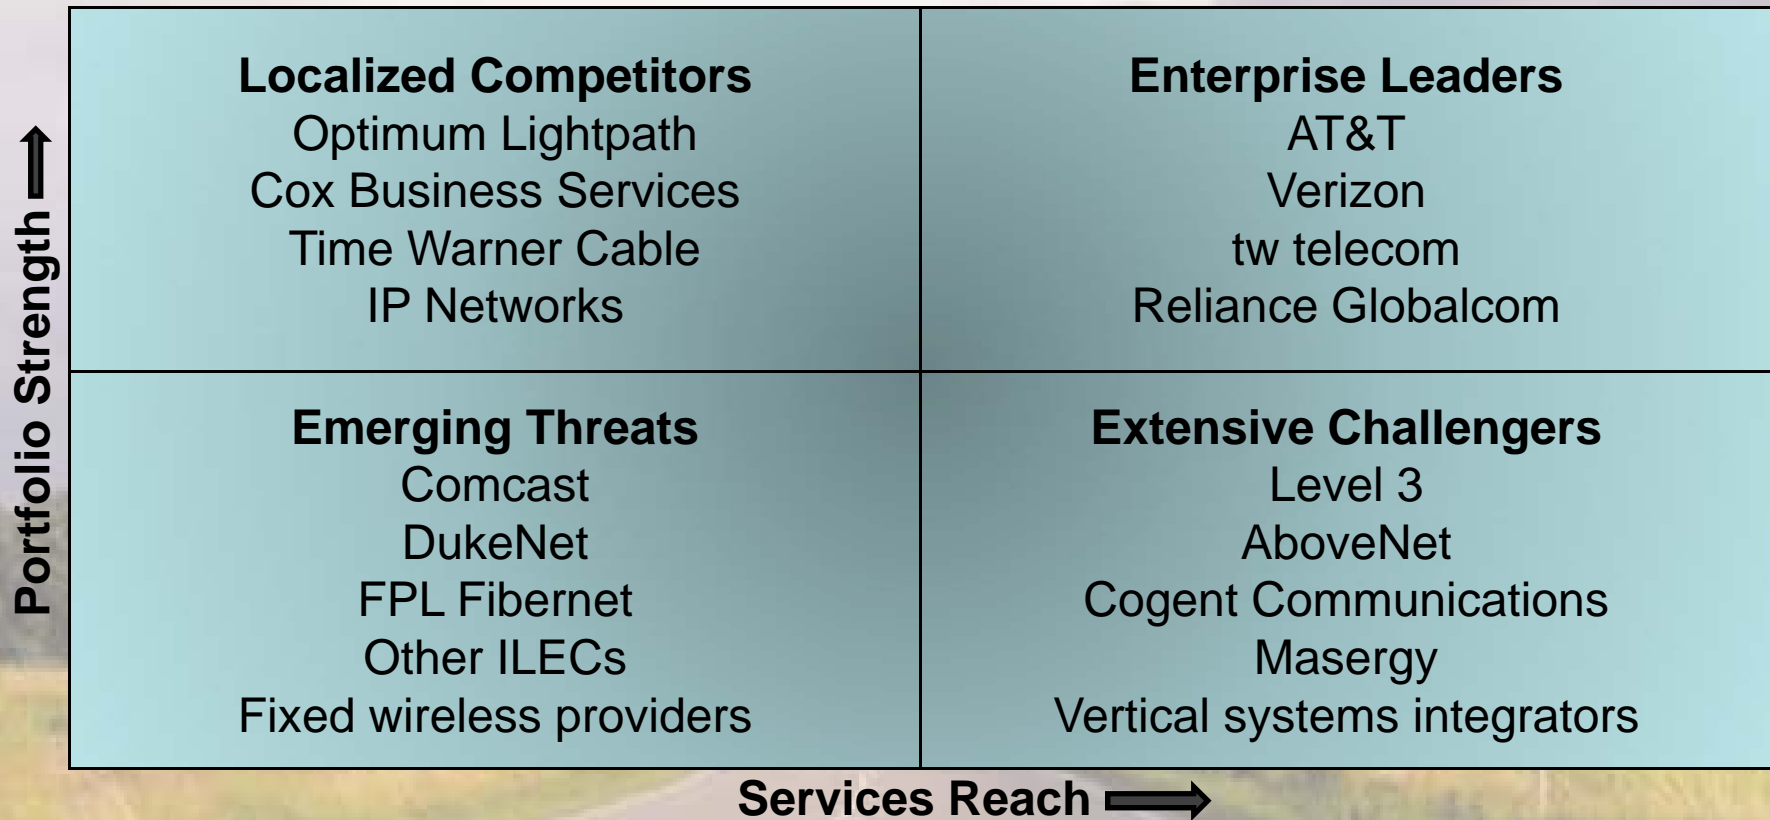 Portfolio Strength
Localized Competitors
Optimum Lightpath
Cox Business Services
Time Warner Cable
IP Networks
Enterprise Leaders
AT&T
Verizon
tw telecom
Reliance Globalcom
Emerging Threats
Comcast
DukeNet
FPL Fibernet
Other ILECs
Fixed wireless providers
Extensive Challengers
Level 3
AboveNet
Cogent Communications
Masergy
Vertical systems integrators
Services Reach